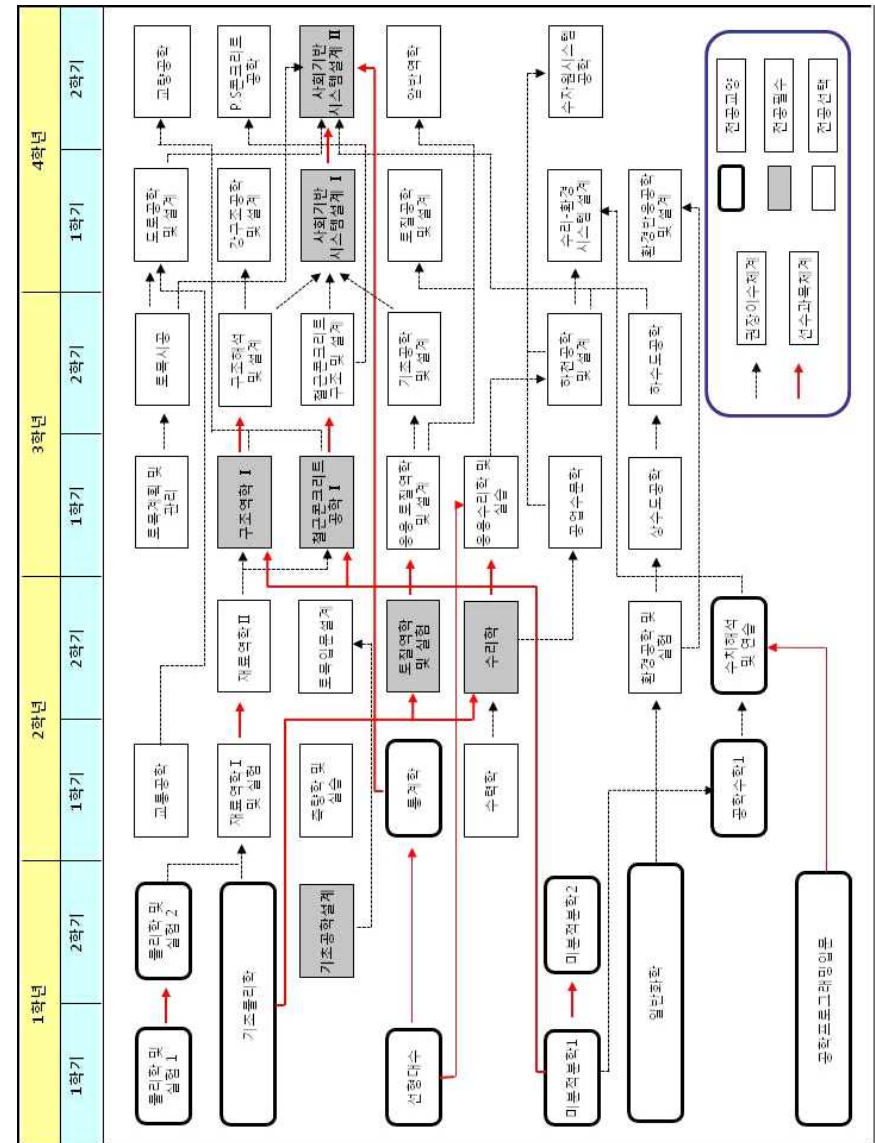 1학년
2학년
3학년
4학년
1학기
2학기
1학기
2학기
1학기
2학기
1학기
2학기
물리학 및
실험 1
물리학 및
실험 2
교통공학
토목계획 및
관리
토목시공
도로공학
및 설계
교량공학
기초물리학
재료역학 I
및 실험
재료역학 II
구조역학 I
구조해석
및 설계
강구조공학
및 설계
P.S콘크리트
공학
기초공학설계
측량학 및
실습
토목입문설계
철근콘크리트
공학 I
철근콘크리트
구조 및 설계
사회기반
시스템설계 I
사회기반
시스템설계 II
선형대수
통계학
토질역학
및 실험
응용토질역학
및 설계
기초공학
및 설계
토질공학
및 설계
암반역학
수력학
수리학
응용수리학 및
실습
미분적분학1
미분적분학2
공업수문학
하천공학
및 설계
수리·환경
시스템 설계
수자원시스템
공학
일반화학
환경공학 및
실험
상수도공학
하수도공학
환경반응공학
및 설계
공학수학1
수치해석
및 연습
공학프로그래밍입문
권장이수체계
선수과목체계
전공교양
전공필수
전공선택